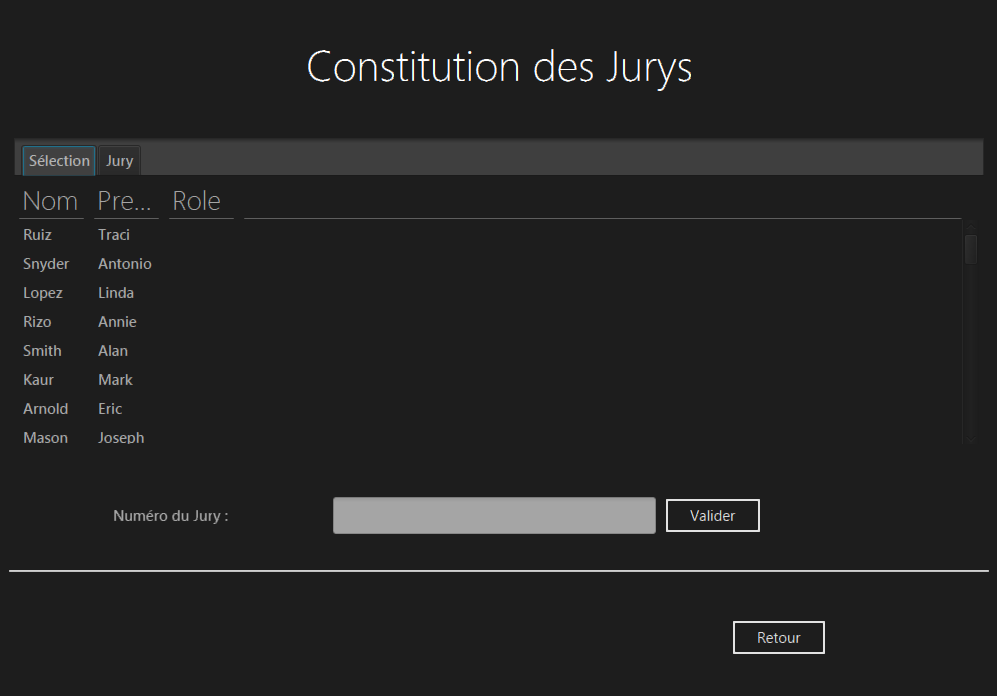 Constitution des Jurys
Sélection Jury
Nom Pre... Role
Ruiz Traci
Snyder Antonio
Lopez Linda
Rizo Annie
Smith Alan
Kaur Mark
Arnold Eric
Mason Joseph
Numéro du Jury : Valider
Retour